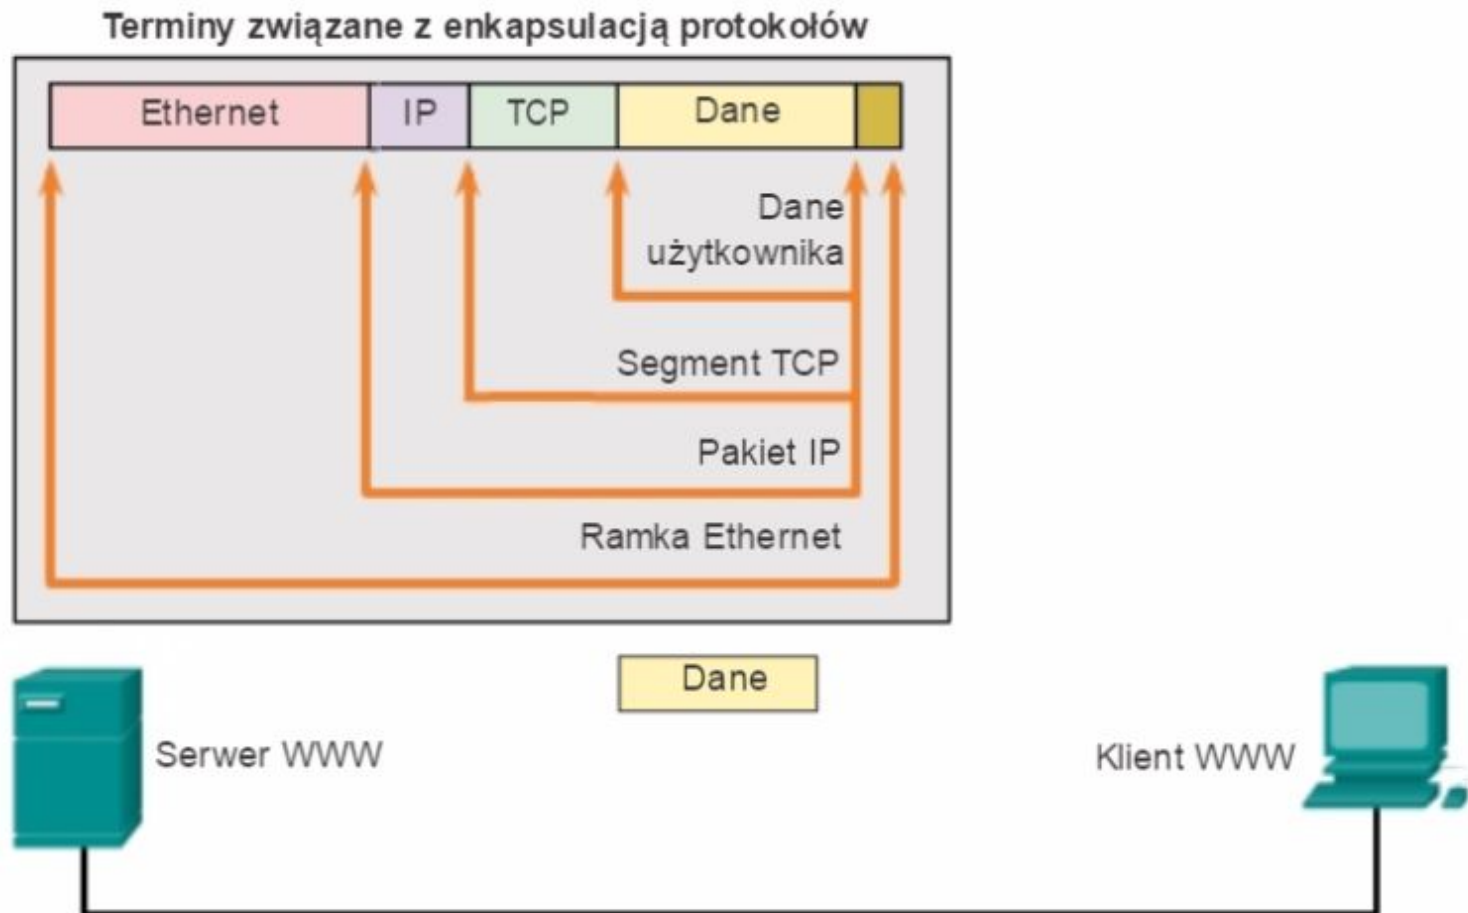 Terminy związane z enkapsulacją protokołów
Ethernet
IP
TCP
Dane
Dane
użytkownika
Segment TCP
Pakiet IP
Ramka Ethernet
Dane
Serwer WWW
Klient WWW